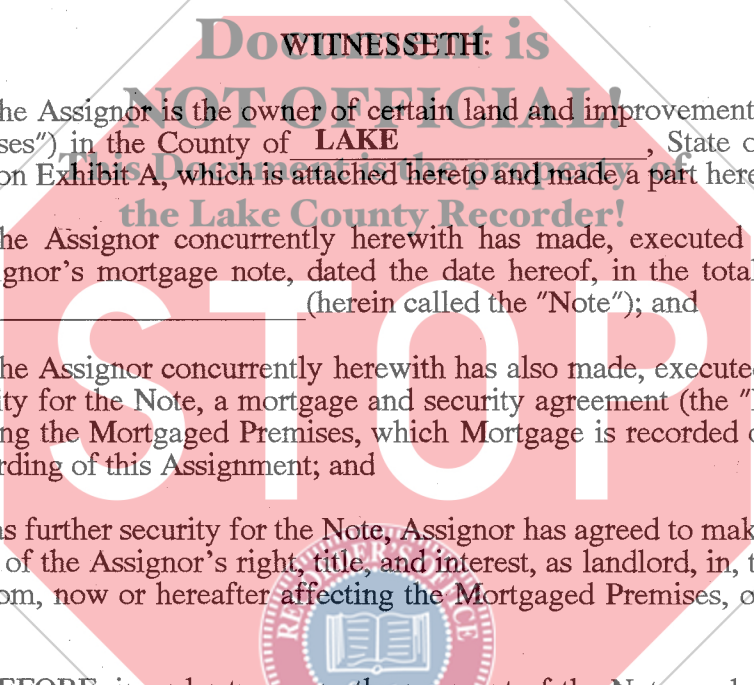 Document is
WITNESSETH:
NOT OFFICIAL!
he Assignor is the owner of certain land and improvement
ses") in the County of LAKE , State o
This Document is the property of
on Exhibit A, which is attached hereto and made a part here
the Lake County Recorder!
he Assignor concurrently herewith has made, executed
ignor's mortgage note, dated the date hereof, in the total
(herein called the "Note"); and
STOP
he Assignor concurrently herewith has also made, execute
ity for the Note, a mortgage and security agreement (the "
ng the Mortgaged Premises, which Mortgage is recorded
rding of this Assignment; and
as further security for the Note, Assignor has agreed to mak
of the Assignor's right, title, and interest, as landlord, in, t
om, now or hereafter affecting the Mortgaged Premises, o
RECORDER'S OFFICE